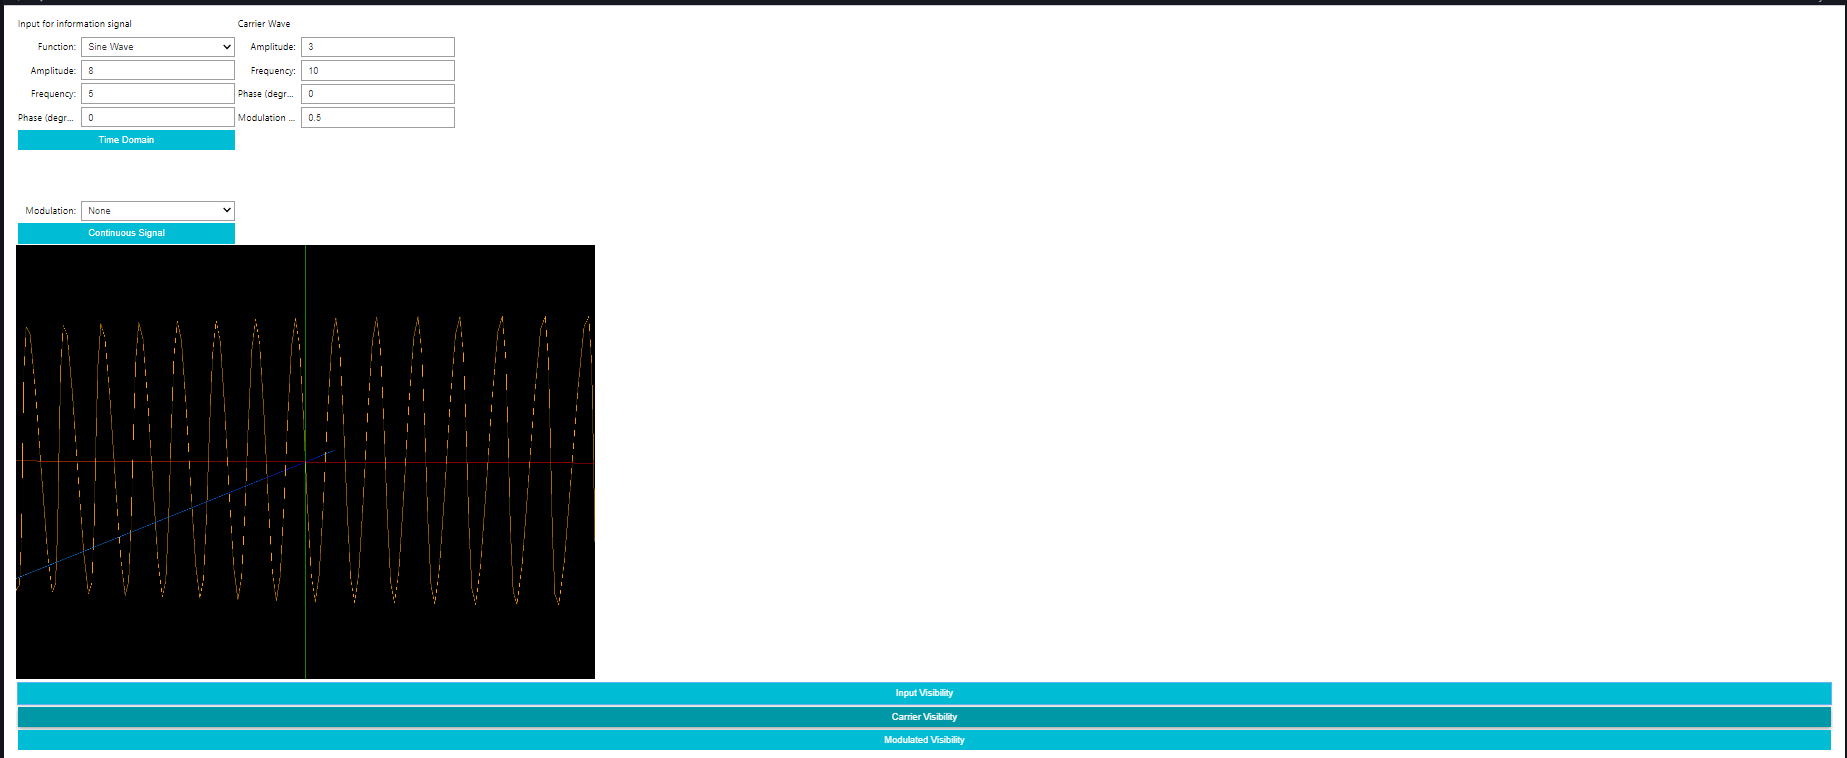 Input for information signal Carrier Wave
Function: Sine Wave Amplitude: 3
Amplitude: 8 Frequency: 10
Frequency: 5 Phase (degr... 0
Phase (degr... 0 Modulation ... 0.5
Time Domain
Modulation: None
Continuous Signal
Input Visibility
Carrier Visibility
Modulated Visibility